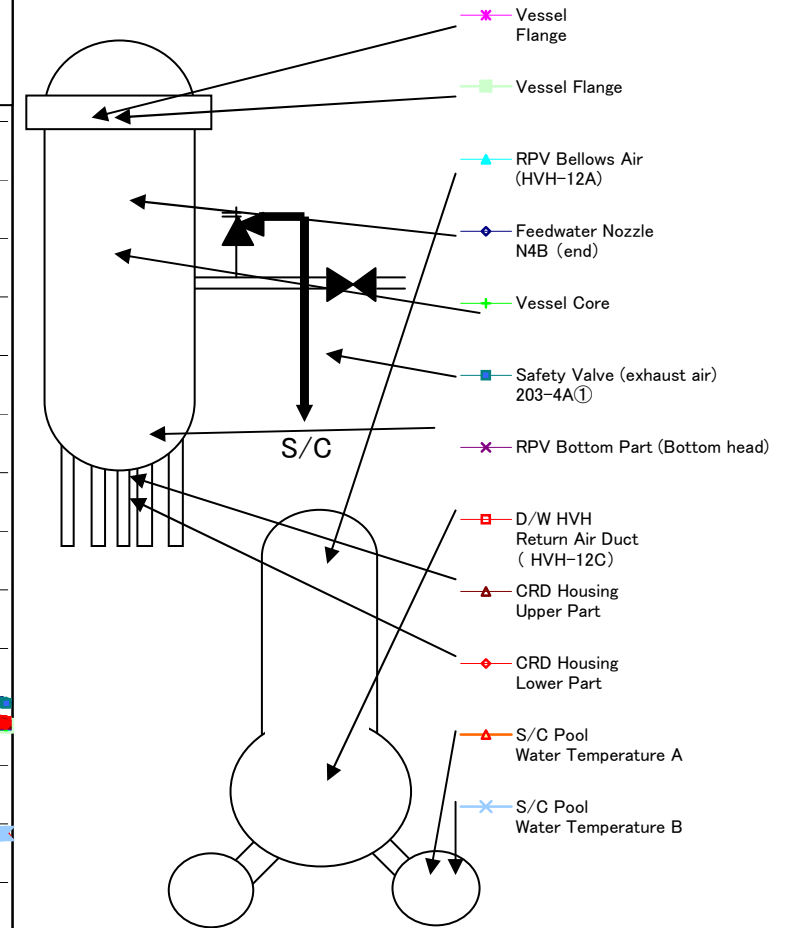 Vessel
Flange
Vessel Flange
RPV Bellows Air
(HVH-12A)
Feedwater Nozzle
N4B (end)
Vessel Core
Safety Valve (exhaust air)
203-4A①
S/C
RPV Bottom Part (Bottom head)
D/W HVH
Return Air Duct
( HVH-12C)
CRD Housing
Upper Part
CRD Housing
Lower Part
S/C Pool
Water Temperature A
S/C Pool
Water Temperature B